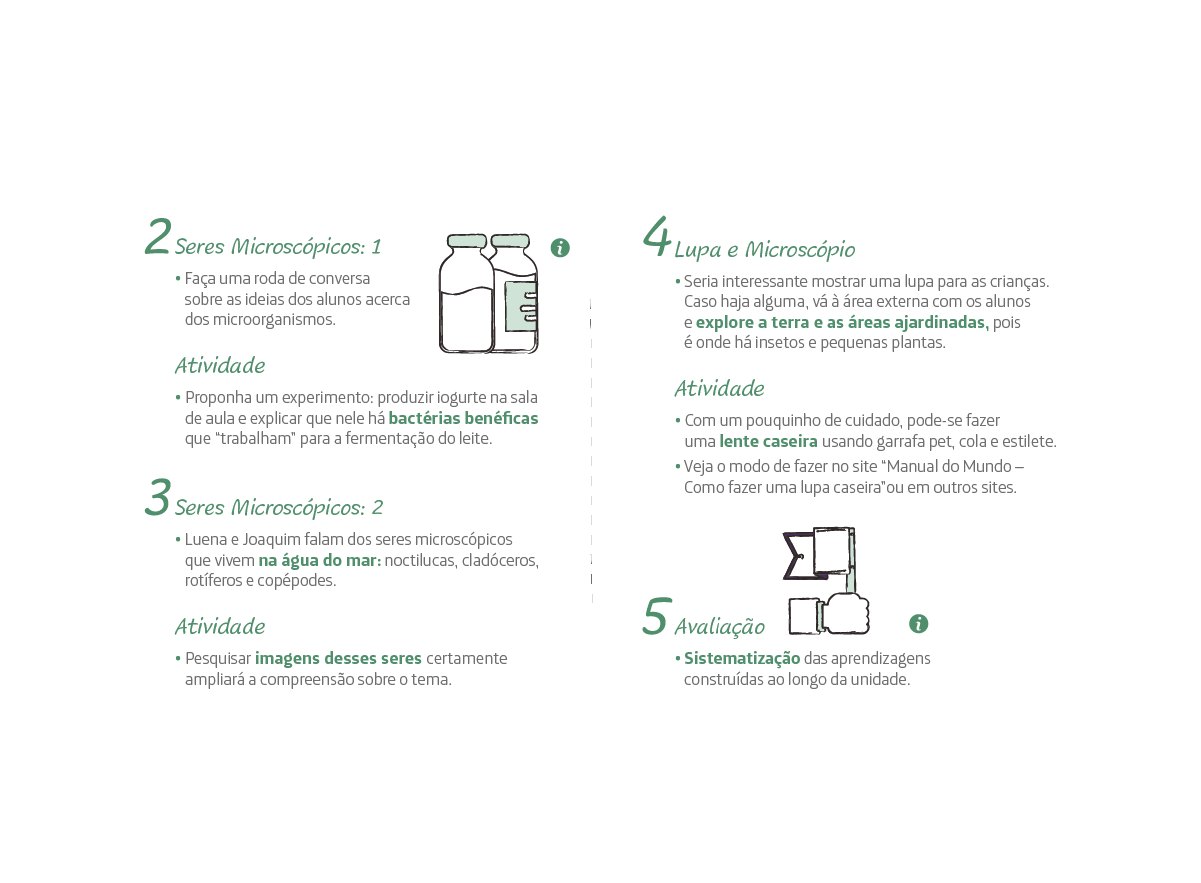 2 Seres Microscópicos: 1
• Faça uma roda de conversa
sobre as ideias dos alunos acerca
dos microorganismos.
Atividade
• Proponha um experimento: produzir iogurte na sala
de aula e explicar que nele há bactérias benéficas
que “trabalham” para a fermentação do leite.
3 Seres Microscópicos: 2
• Luena e Joaquim falam dos seres microscópicos
que vivem na água do mar: noctilucas, cladóceros,
rotíferos e copépodes.
Atividade
• Pesquisar imagens desses seres certamente
ampliará a compreensão sobre o tema.
4 Lupa e Microscópio
• Seria interessante mostrar uma lupa para as crianças.
Caso haja alguma, vá à área externa com os alunos
e explore a terra e as áreas ajardinadas, pois
é onde há insetos e pequenas plantas.
Atividade
• Com um pouquinho de cuidado, pode-se fazer
uma lente caseira usando garrafa pet, cola e estilete.
• Veja o modo de fazer no site “Manual do Mundo –
Como fazer uma lupa caseira”ou em outros sites.
5 Avaliação
• Sistematização das aprendizagens
construídas ao longo da unidade.